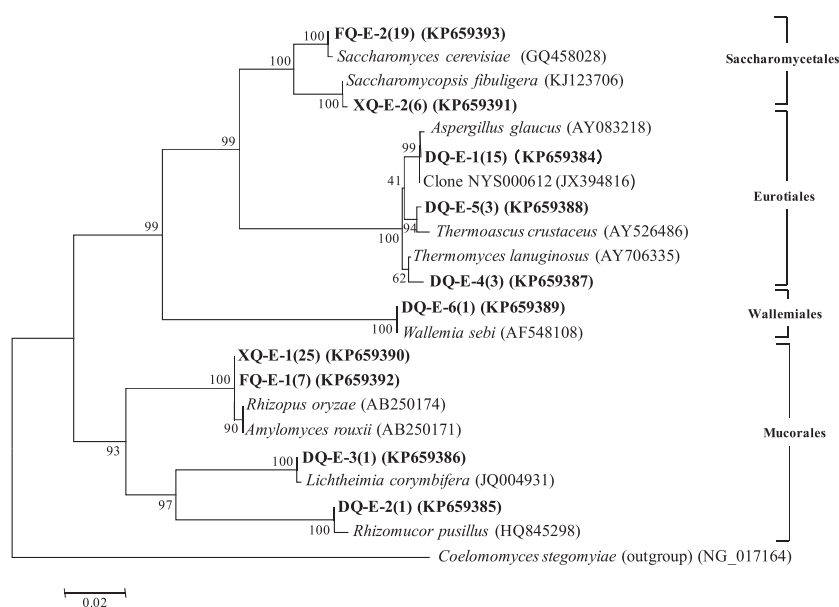 100 FQ-E-2(19) (KP659393)
Saccharomyces cerevisiae (GQ458028)
Saccharomycetales
100
Saccharomycopsis fibuligera (KJ123706)
100 XQ-E-2(6) (KP659391)
99
Aspergillus glaucus (AY083218)
99
DQ-E-1(15) (KP659384)
41
Clone NYS000612 (JX394816)
Eurotiales
DQ-E-5(3) (KP659388)
94
Thermoascus crustaceus (AY526486)
100
Thermomyces lanuginosus (AY706335)
62 DQ-E-4(3) (KP659387)
99
DQ-E-6(1) (KP659389)
Wallemiales
100 Wallemia sebi (AF548108)
XQ-E-1(25) (KP659390)
100 FQ-E-1(7) (KP659392)
Rhizopus oryzae (AB250174)
90 Amylomyces rouxii (AB250171)
Mucorales
93
100 DQ-E-3(1) (KP659386)
Lichtheimia corymbifera (JQ004931)
97
DQ-E-2(1) (KP659385)
100 Rhizomucor pusillus (HQ845298)
Coelomomyces stegomyiae (outgroup) (NG_017164)
0.02